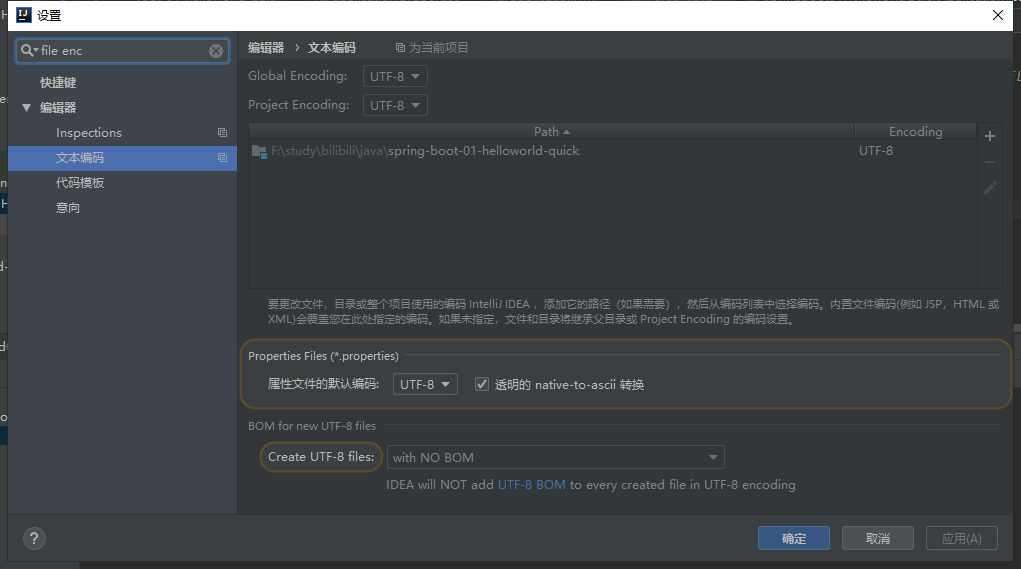 设置
file enc
快捷键
编辑器
Inspections
文本编码
代码模板
意向
编辑器 › 文本编码 为当前项目
Global Encoding: UTF-8
Project Encoding: UTF-8
Path Encoding
F:\study\bilibili\java\spring-boot-01-helloworld-quick UTF-8
要更改文件，目录或整个项目使用的编码 IntelliJ IDEA ，添加它的路径（如果需要），然后从编码列表中选择编码。内置文件编码(例如 JSP，HTML 或
XML)会覆盖您在此处指定的编码。如果未指定，文件和目录将继承父目录或 Project Encoding 的编码设置。
Properties Files (*.properties)
属性文件的默认编码: UTF-8 透明的 native-to-ascii 转换
BOM for new UTF-8 files
Create UTF-8 files: with NO BOM
IDEA will NOT add UTF-8 BOM to every created file in UTF-8 encoding
? 确定 取消 应用(A)